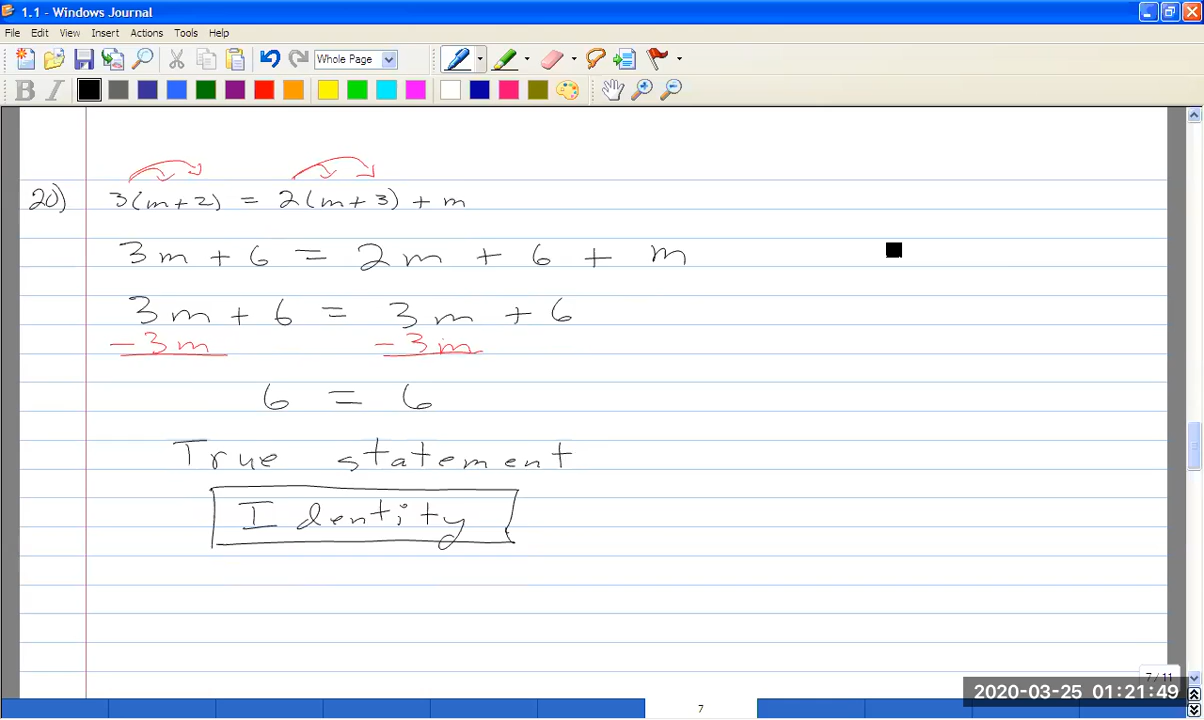 1.1 - Windows Journal
File Edit View Insert Actions Tools Help
Whole Page
B I
20) 3(m+2) = 2(m+3) + m
3m + 6 = 2m + 6 + m
3m + 6 = 3m + 6
-3m -3m
6 = 6
True statement
Identity
7 / 11
2020-03-25 01:21:49
7